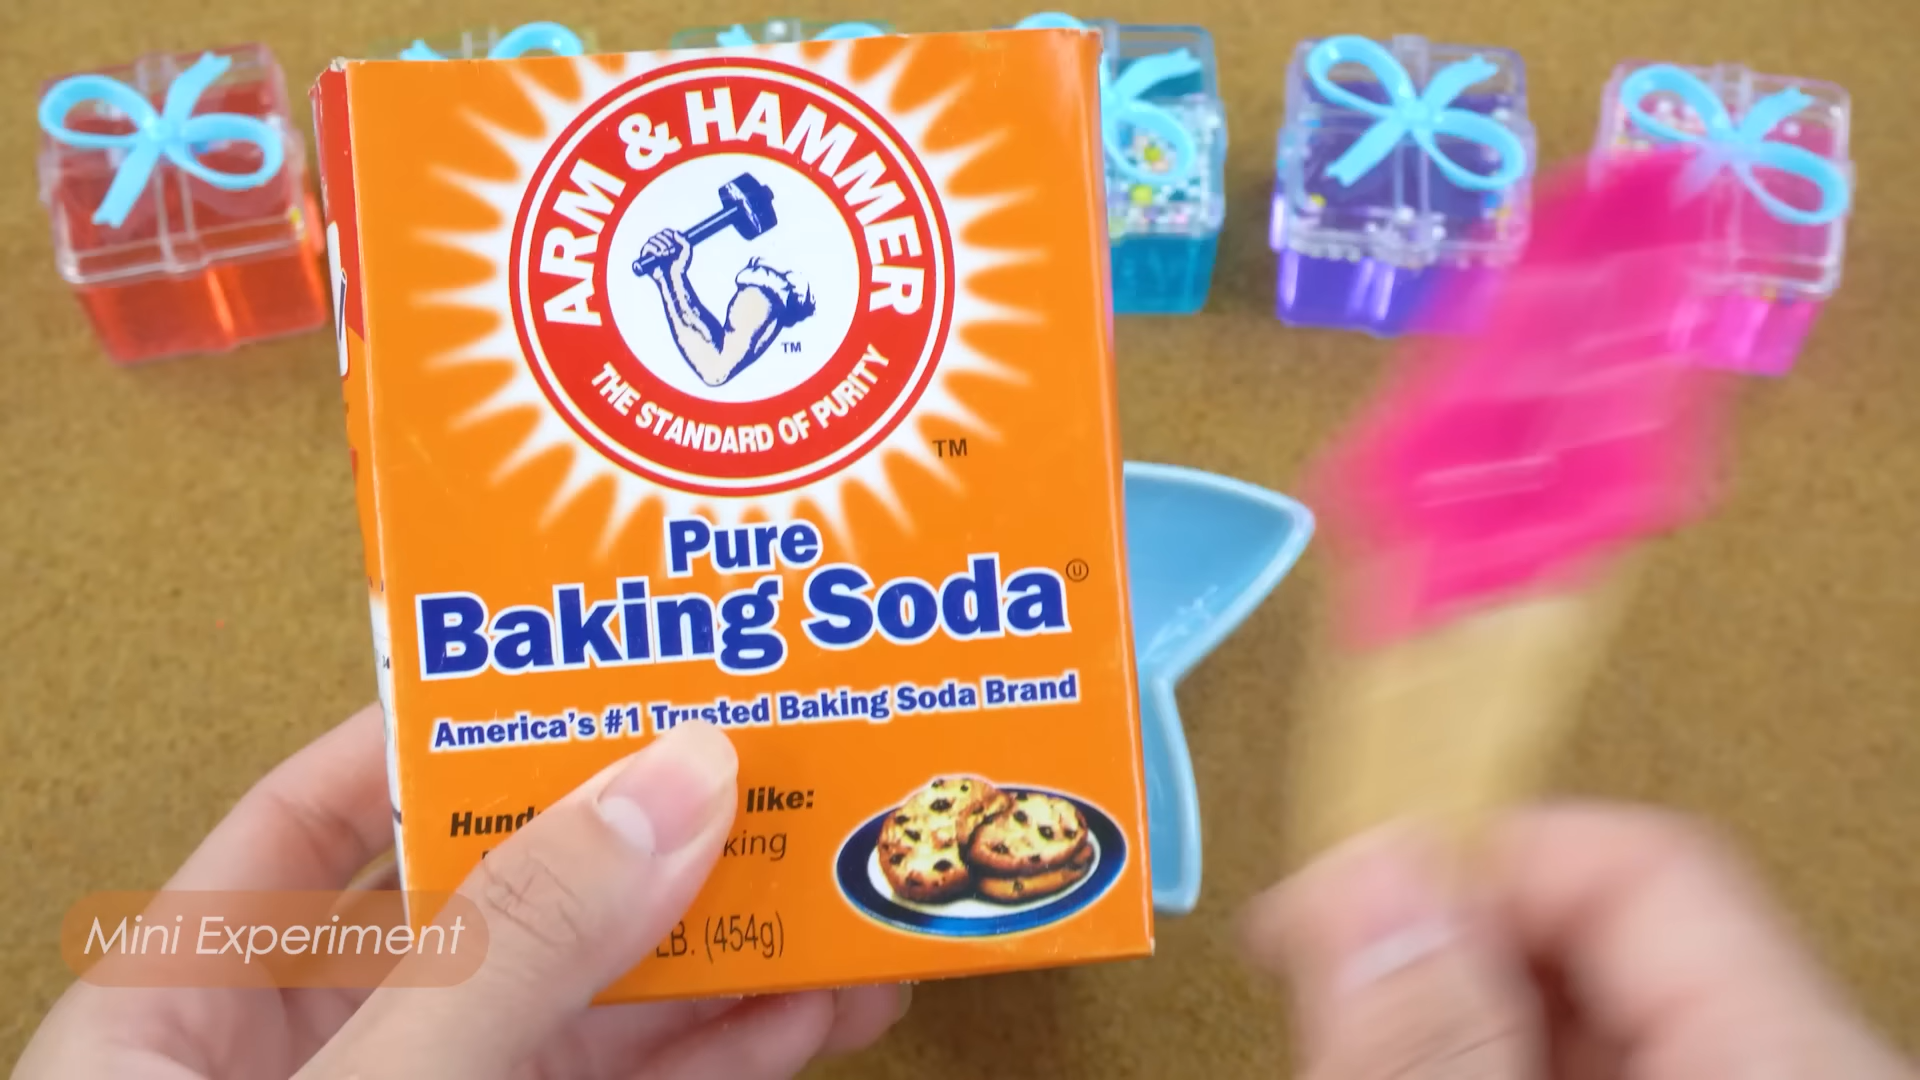 ARM & HAMMER
TM
THE STANDARD OF PURITY
TM
Pure
Baking Soda
America's #1 Trusted Baking Soda Brand
like:
LB. (454g)
Mini Experiment